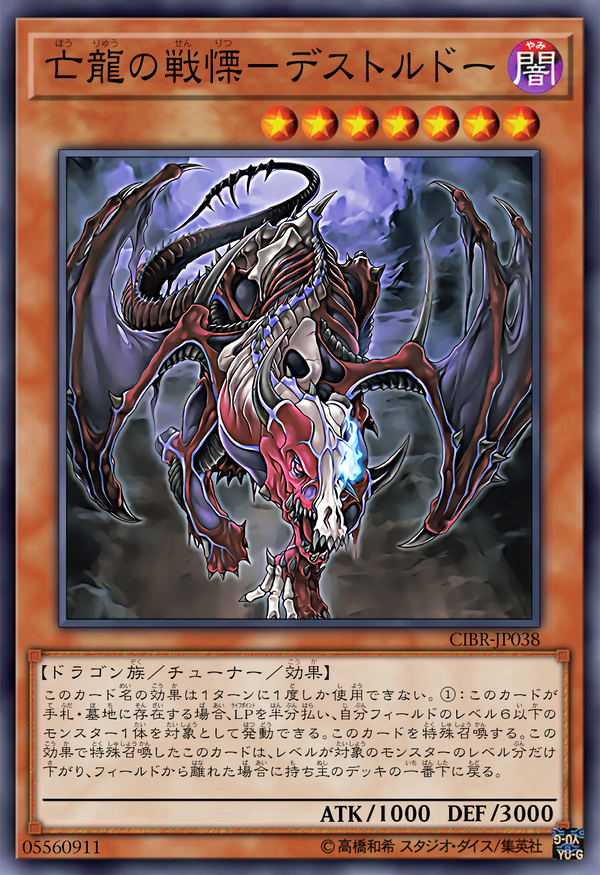 亡龍の戦慄－デストルドー
闇
CIBR-JP038
【ドラゴン族／チューナー／効果】
このカード名の効果は１ターンに１度しか使用できない。①：このカードが
手札・墓地に存在する場合、LPを半分払い、自分フィールドのレベル６以下の
モンスター１体を対象として発動できる。このカードを特殊召喚する。この
効果で特殊召喚したこのカードは、レベルが対象のモンスターのレベル分だけ
下がり、フィールドから離れた場合に持ち主のデッキの一番下に戻る。
ATK/1000 DEF/3000
05560911
©高橋和希 スタジオ・ダイス/集英社